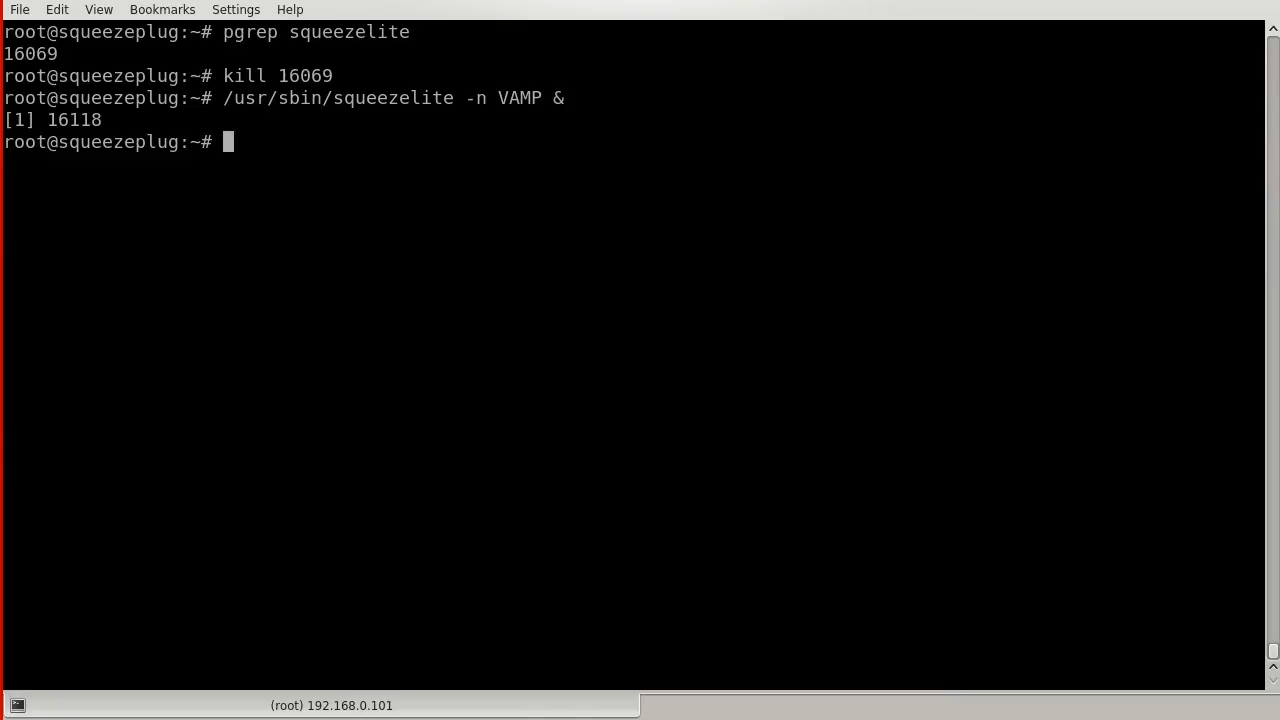 File Edit View Bookmarks Settings Help
root@squeezeplug:~# pgrep squeezelite
16069
root@squeezeplug:~# kill 16069
root@squeezeplug:~# /usr/sbin/squeezelite -n VAMP &
[1] 16118
root@squeezeplug:~#
(root) 192.168.0.101